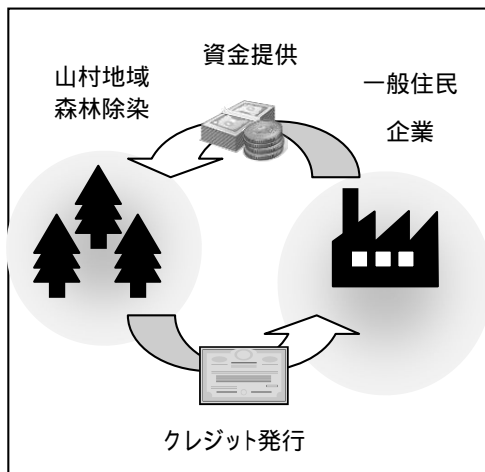 資金提供
山村地域
森林除染
一般住民
企業
クレジット発行